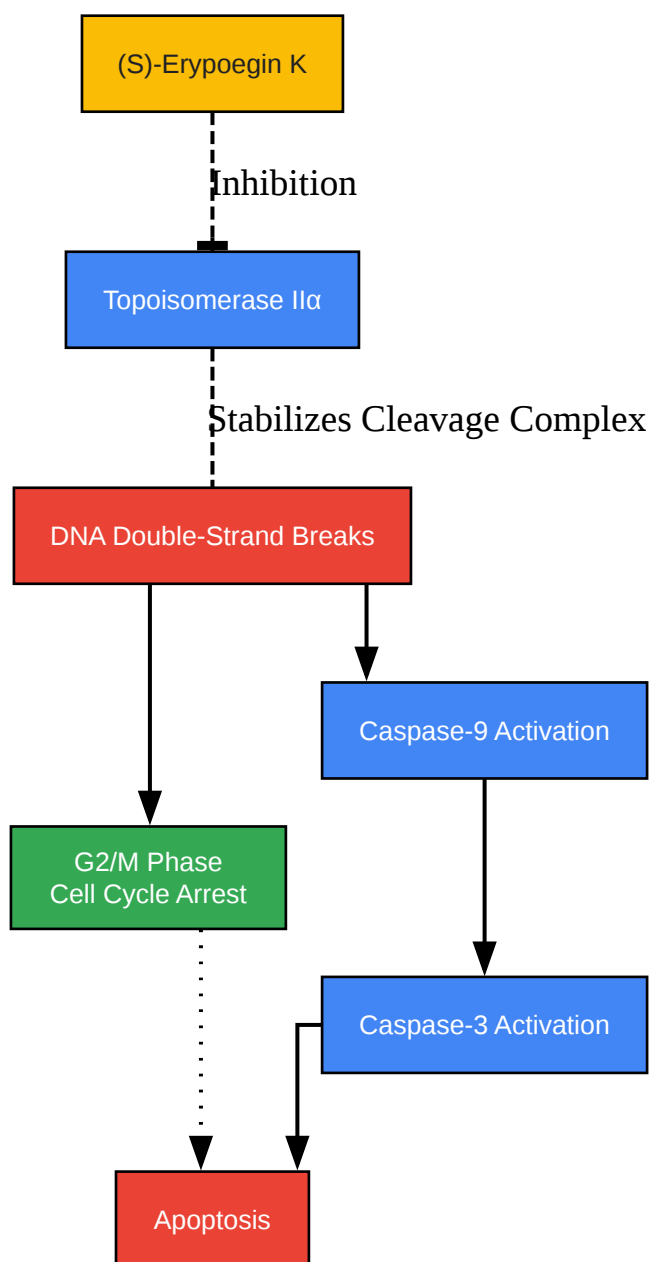 (S)-Erypoegin K
Inhibition
Topoisomerase IIα
Stabilizes Cleavage Complex
DNA Double-Strand Breaks
Caspase-9 Activation
G2/M Phase
Cell Cycle Arrest
Caspase-3 Activation
Apoptosis